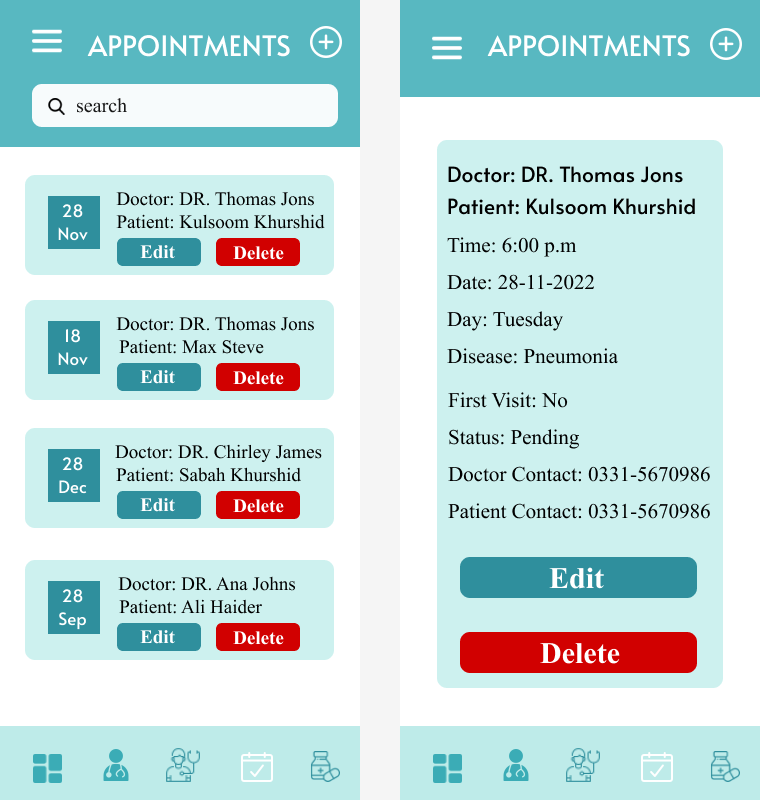 APPOINTMENTS
search
28
Nov
Doctor: DR. Thomas Jons
Patient: Kulsoom Khurshid
Edit
Delete
18
Nov
Doctor: DR. Thomas Jons
Patient: Max Steve
Edit
Delete
28
Dec
Doctor: DR. Chirley James
Patient: Sabah Khurshid
Edit
Delete
28
Sep
Doctor: DR. Ana Johns
Patient: Ali Haider
Edit
Delete
APPOINTMENTS
Doctor: DR. Thomas Jons
Patient: Kulsoom Khurshid
Time: 6:00 p.m
Date: 28-11-2022
Day: Tuesday
Disease: Pneumonia
First Visit: No
Status: Pending
Doctor Contact: 0331-5670986
Patient Contact: 0331-5670986
Edit
Delete